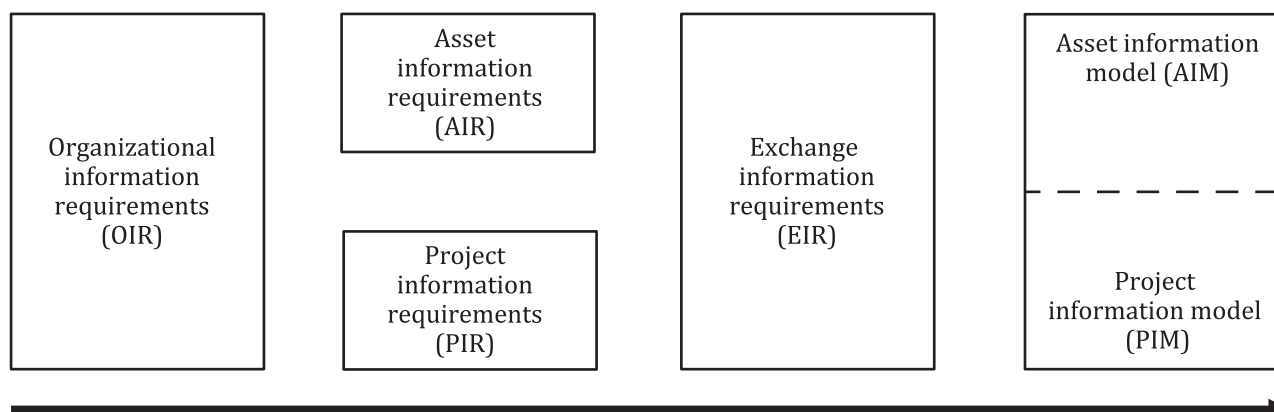 Organizational
information
requirements
(OIR)
Asset
information
requirements
(AIR)
Project
information
requirements
(PIR)
Exchange
information
requirements
(EIR)
Asset information
model (AIM)
Project
information model
(PIM)